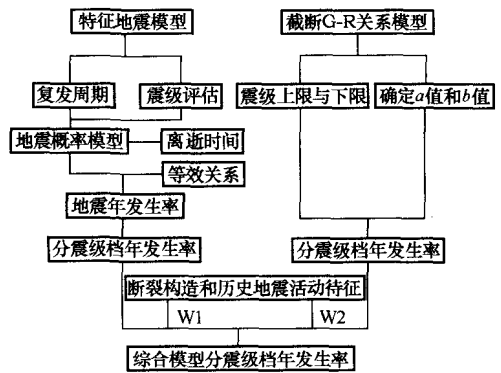 特征地震模型
截断G-R关系模型
复发周期
震级评估
震级上限与下限
确定a值和b值
地震概率模型
离逝时间
等效关系
地震年发生率
分震级档年发生率
分震级档年发生率
断裂构造和历史地震活动待征
W1
W2
综合模型分震级档年发生率